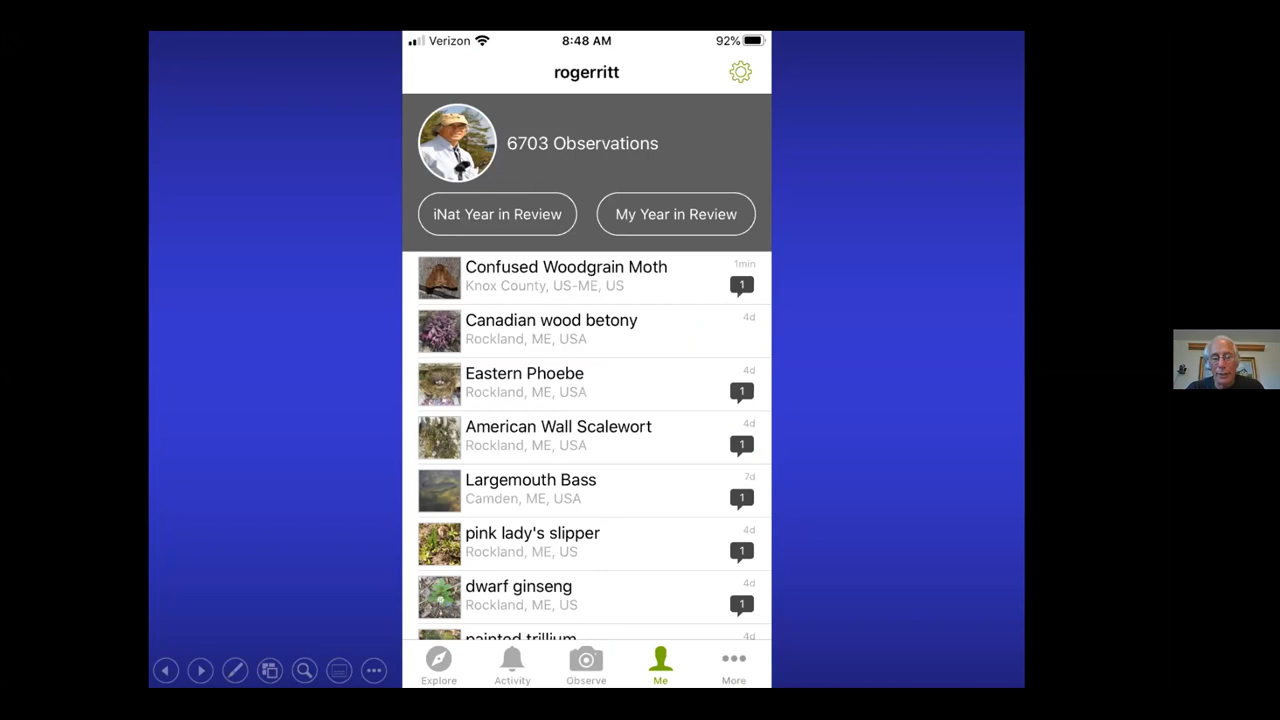 Verizon 8:48 AM 92%
rogerritt
6703 Observations
iNat Year in Review My Year in Review
Confused Woodgrain Moth 1min
Knox County, US-ME, US 1
Canadian wood betony 4d
Rockland, ME, USA
Eastern Phoebe 4d
Rockland, ME, USA 1
American Wall Scalewort 4d
Rockland, ME, USA 1
Largemouth Bass 7d
Camden, ME, USA 1
pink lady's slipper 4d
Rockland, ME, US 1
dwarf ginseng 4d
Rockland, ME, US 1
painted trillium 4d
Explore Activity Observe Me More